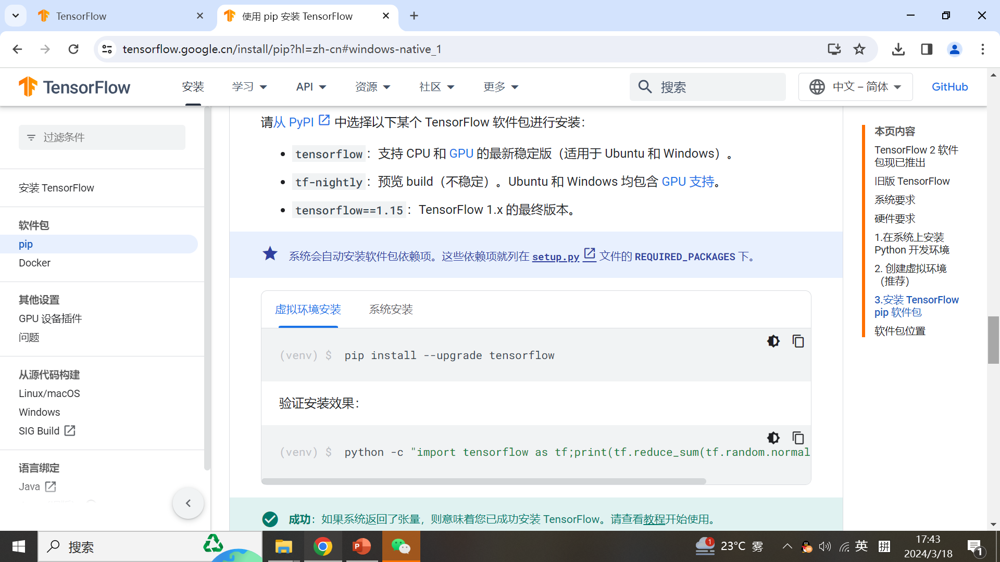 TensorFlow
使用 pip 安装 TensorFlow
tensorflow.google.cn/install/pip?hl=zh-cn#windows-native_1
TensorFlow
安装
学习
API
资源
社区
更多
搜索
中文 – 简体
GitHub
过滤条件
安装 TensorFlow
软件包
pip
Docker
其他设置
GPU 设备插件
问题
从源代码构建
Linux/macOS
Windows
SIG Build
语言绑定
Java
请从 PyPI 中选择以下某个 TensorFlow 软件包进行安装：
tensorflow：支持 CPU 和 GPU 的最新稳定版（适用于 Ubuntu 和 Windows）。
tf-nightly：预览 build（不稳定）。Ubuntu 和 Windows 均包含 GPU 支持。
tensorflow==1.15：TensorFlow 1.x 的最终版本。
系统会自动安装软件包依赖项。这些依赖项就列在 setup.py 文件的 REQUIRED_PACKAGES 下。
虚拟环境安装
系统安装
(venv) $ pip install --upgrade tensorflow
验证安装效果：
(venv) $ python -c "import tensorflow as tf;print(tf.reduce_sum(tf.random.normal
成功：如果系统返回了张量，则意味着您已成功安装 TensorFlow。请查看教程开始使用。
本页内容
TensorFlow 2 软件
包现已推出
旧版 TensorFlow
系统要求
硬件要求
1.在系统上安装
Python 开发环境
2. 创建虚拟环境
（推荐）
3.安装 TensorFlow
pip 软件包
软件包位置
搜索
P
1
23°C 雾
英
拼
17:43
2024/3/18
1